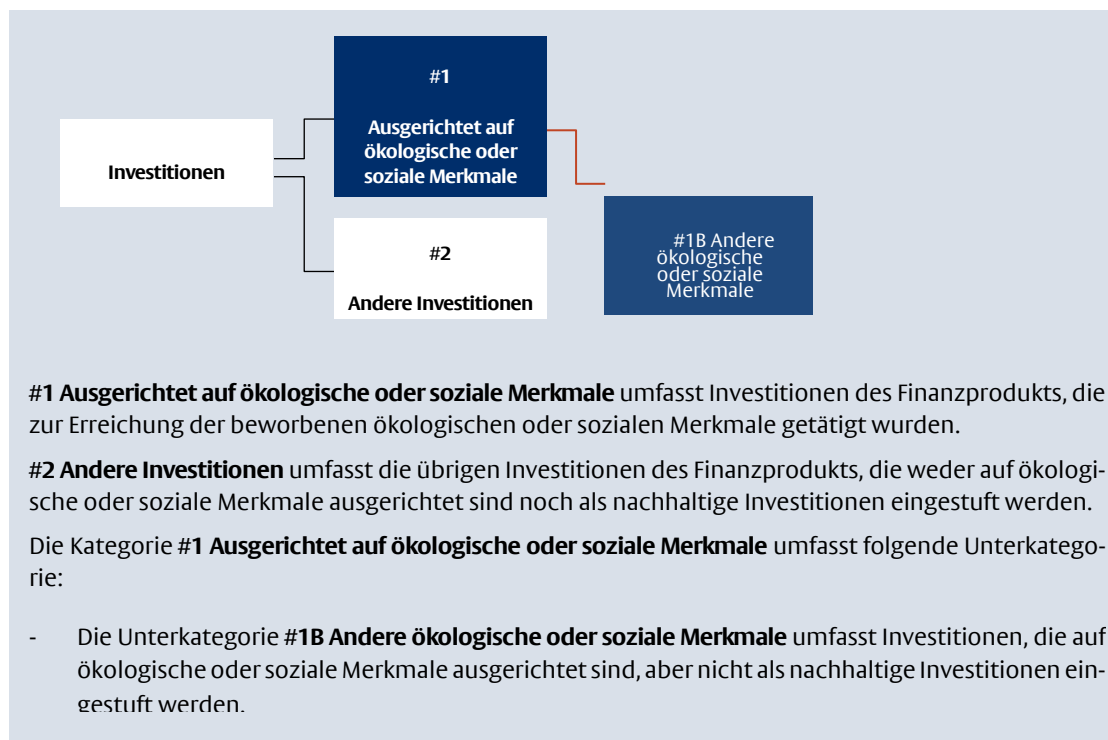 #1
Ausgerichtet auf
ökologische oder
soziale Merkmale
Investitionen
#2
Andere Investitionen
#1B Andere
ökologische
oder soziale
Merkmale
#1 Ausgerichtet auf ökologische oder soziale Merkmale umfasst Investitionen des Finanzprodukts, die
zur Erreichung der beworbenen ökologischen oder sozialen Merkmale getätigt wurden.
#2 Andere Investitionen umfasst die übrigen Investitionen des Finanzprodukts, die weder auf ökologi-
sche oder soziale Merkmale ausgerichtet sind noch als nachhaltige Investitionen eingestuft werden.
Die Kategorie #1 Ausgerichtet auf ökologische oder soziale Merkmale umfasst folgende Unterkatego-
rie:
- Die Unterkategorie #1B Andere ökologische oder soziale Merkmale umfasst Investitionen, die auf
ökologische oder soziale Merkmale ausgerichtet sind, aber nicht als nachhaltige Investitionen ein-
gestuft werden.